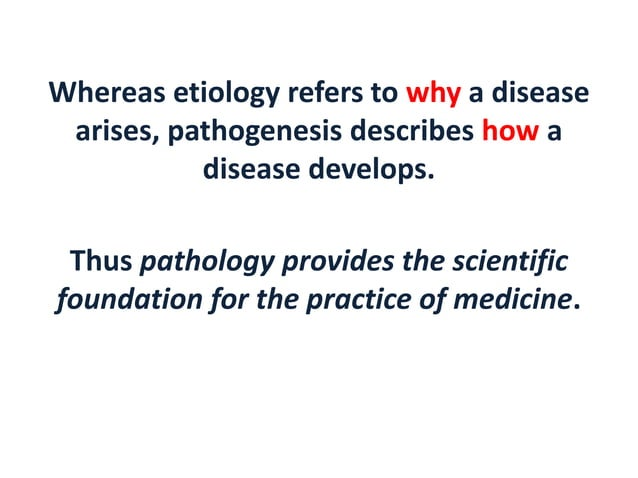 Whereas etiology refers to why a disease
arises, pathogenesis describes how a
disease develops.
Thus pathology provides the scientific
foundation for the practice of medicine.